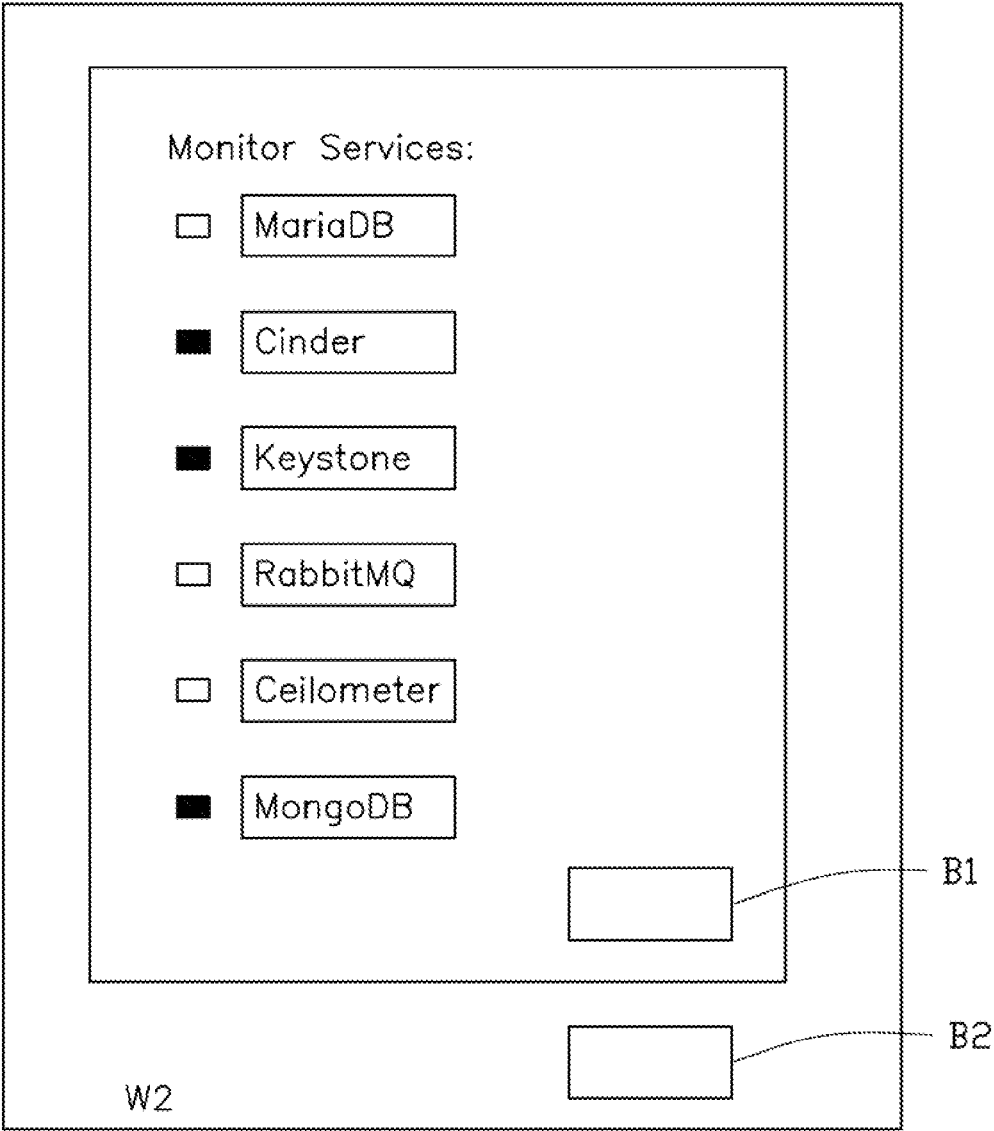 Monitor Services:
MariaDB
Cinder
Keystone
RabbitMQ
Ceilometer
MongoDB
B1
B2
W2